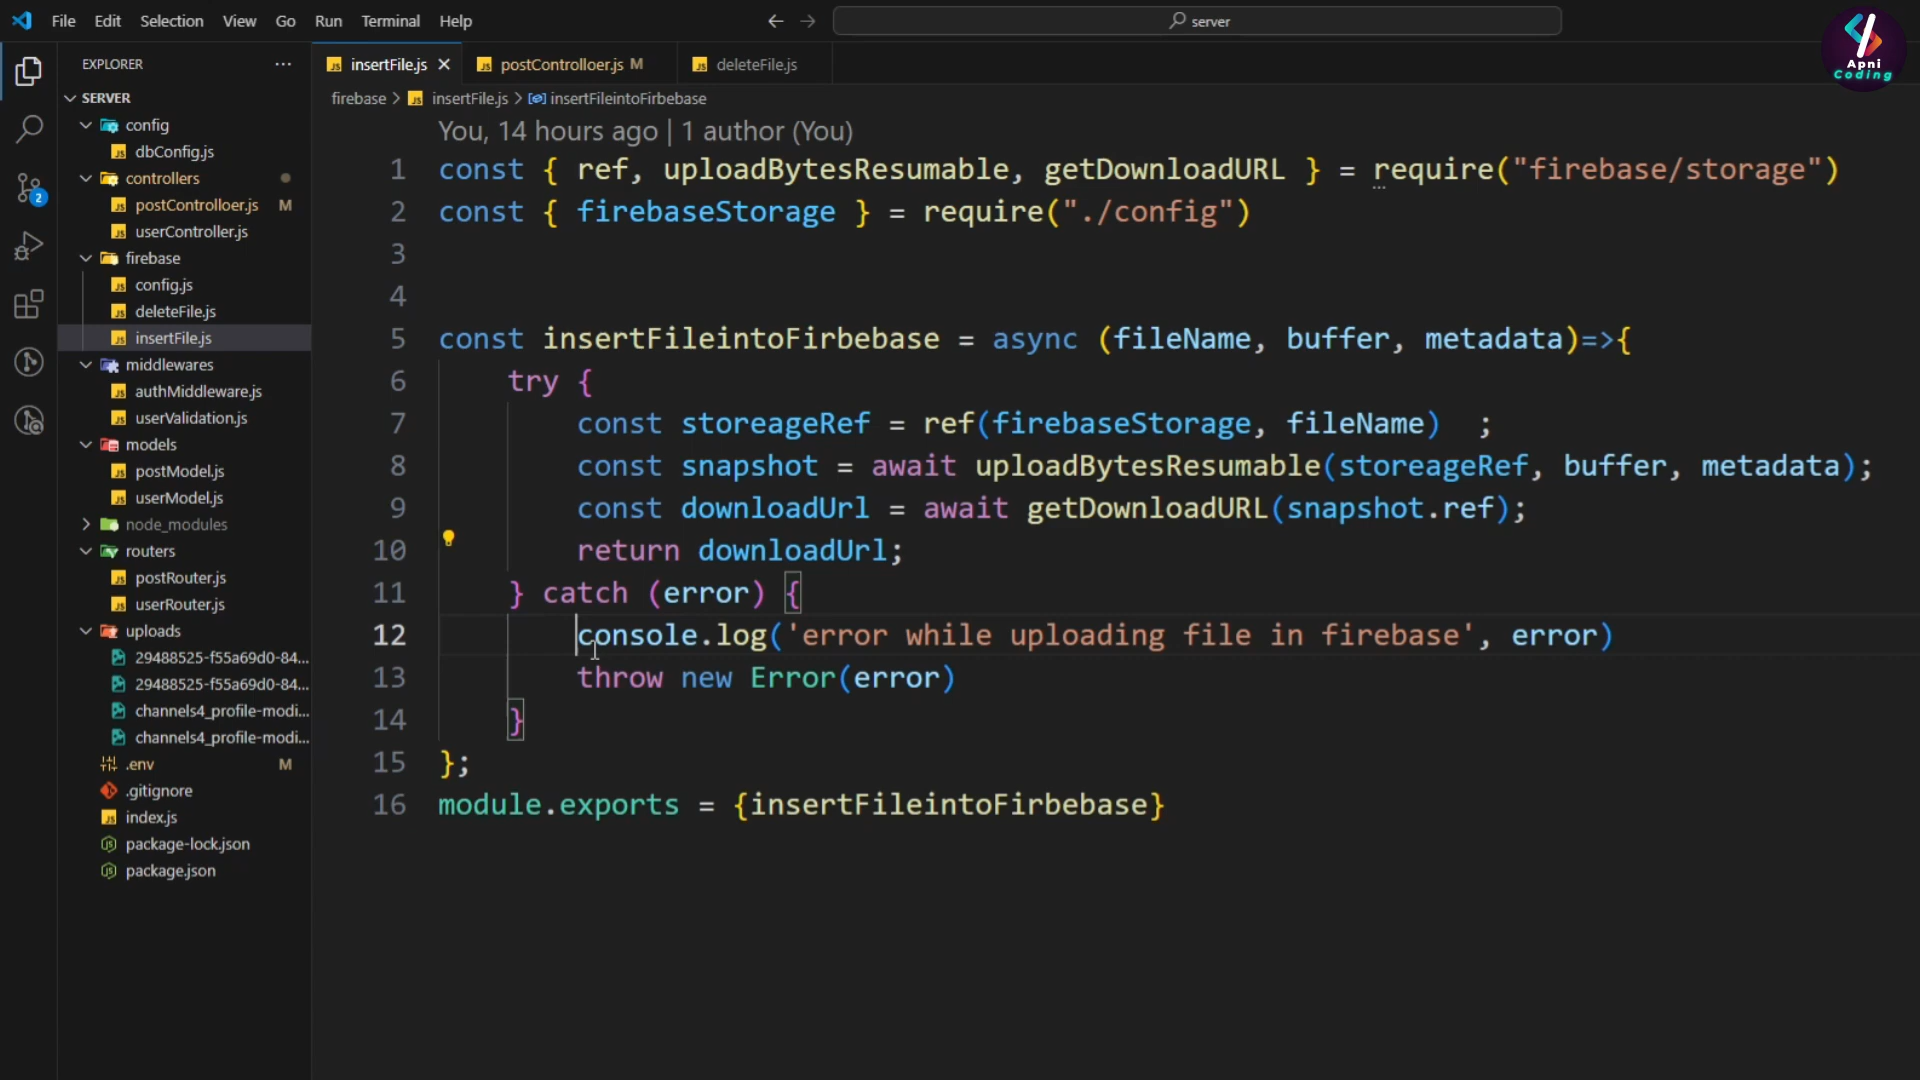 File Edit Selection View Go Run Terminal Help
server
Apni
Coding
EXPLORER
insertFile.js
postControlloer.js M
deleteFile.js
firebase > insertFile.js > insertFileintoFirbebase
SERVER
config
dbConfig.js
controllers
postControlloer.js M
userController.js
firebase
config.js
deleteFile.js
insertFile.js
middlewares
authMiddleware.js
userValidation.js
models
postModel.js
userModel.js
node_modules
routers
postRouter.js
userRouter.js
uploads
29488525-f55a69d0-84...
29488525-f55a69d0-84...
channels4_profile-modi...
channels4_profile-modi...
.env M
.gitignore
index.js
package-lock.json
package.json
2
You, 14 hours ago | 1 author (You)
1 const { ref, uploadBytesResumable, getDownloadURL } = require("firebase/storage")
2 const { firebaseStorage } = require("./config")
3
4
5 const insertFileintoFirbebase = async (fileName, buffer, metadata)=>{
6 try {
7 const storeageRef = ref(firebaseStorage, fileName) ;
8 const snapshot = await uploadBytesResumable(storeageRef, buffer, metadata);
9 const downloadUrl = await getDownloadURL(snapshot.ref);
10 return downloadUrl;
11 } catch (error) {
12 console.log('error while uploading file in firebase', error)
13 throw new Error(error)
14 }
15 };
16 module.exports = {insertFileintoFirbebase}